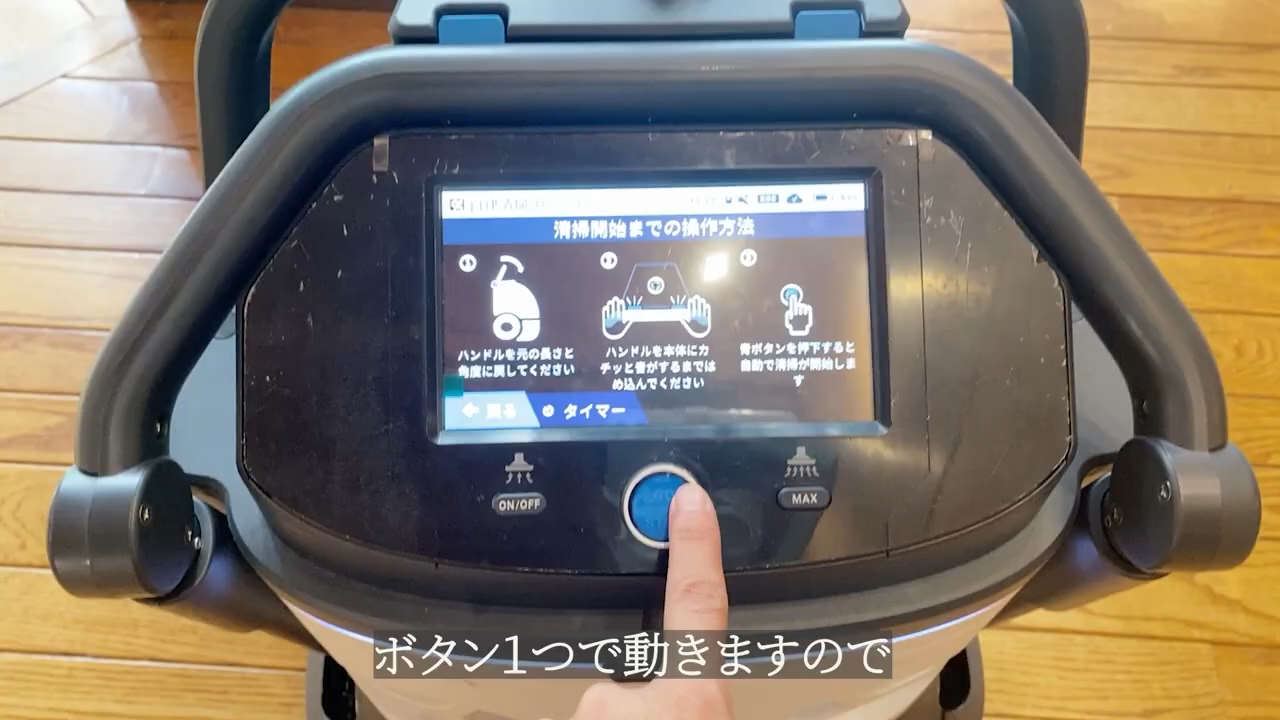 清掃開始までの操作方法
ハンドルを元の長さと
角度に戻してください
ハンドルを本体にカ
チッと音がするまでは
め込んでください
青ボタンを押下すると
自動で清掃が開始しま
す
戻る
タイマー
ON/OFF
MAX
ボタン1つで動きますので